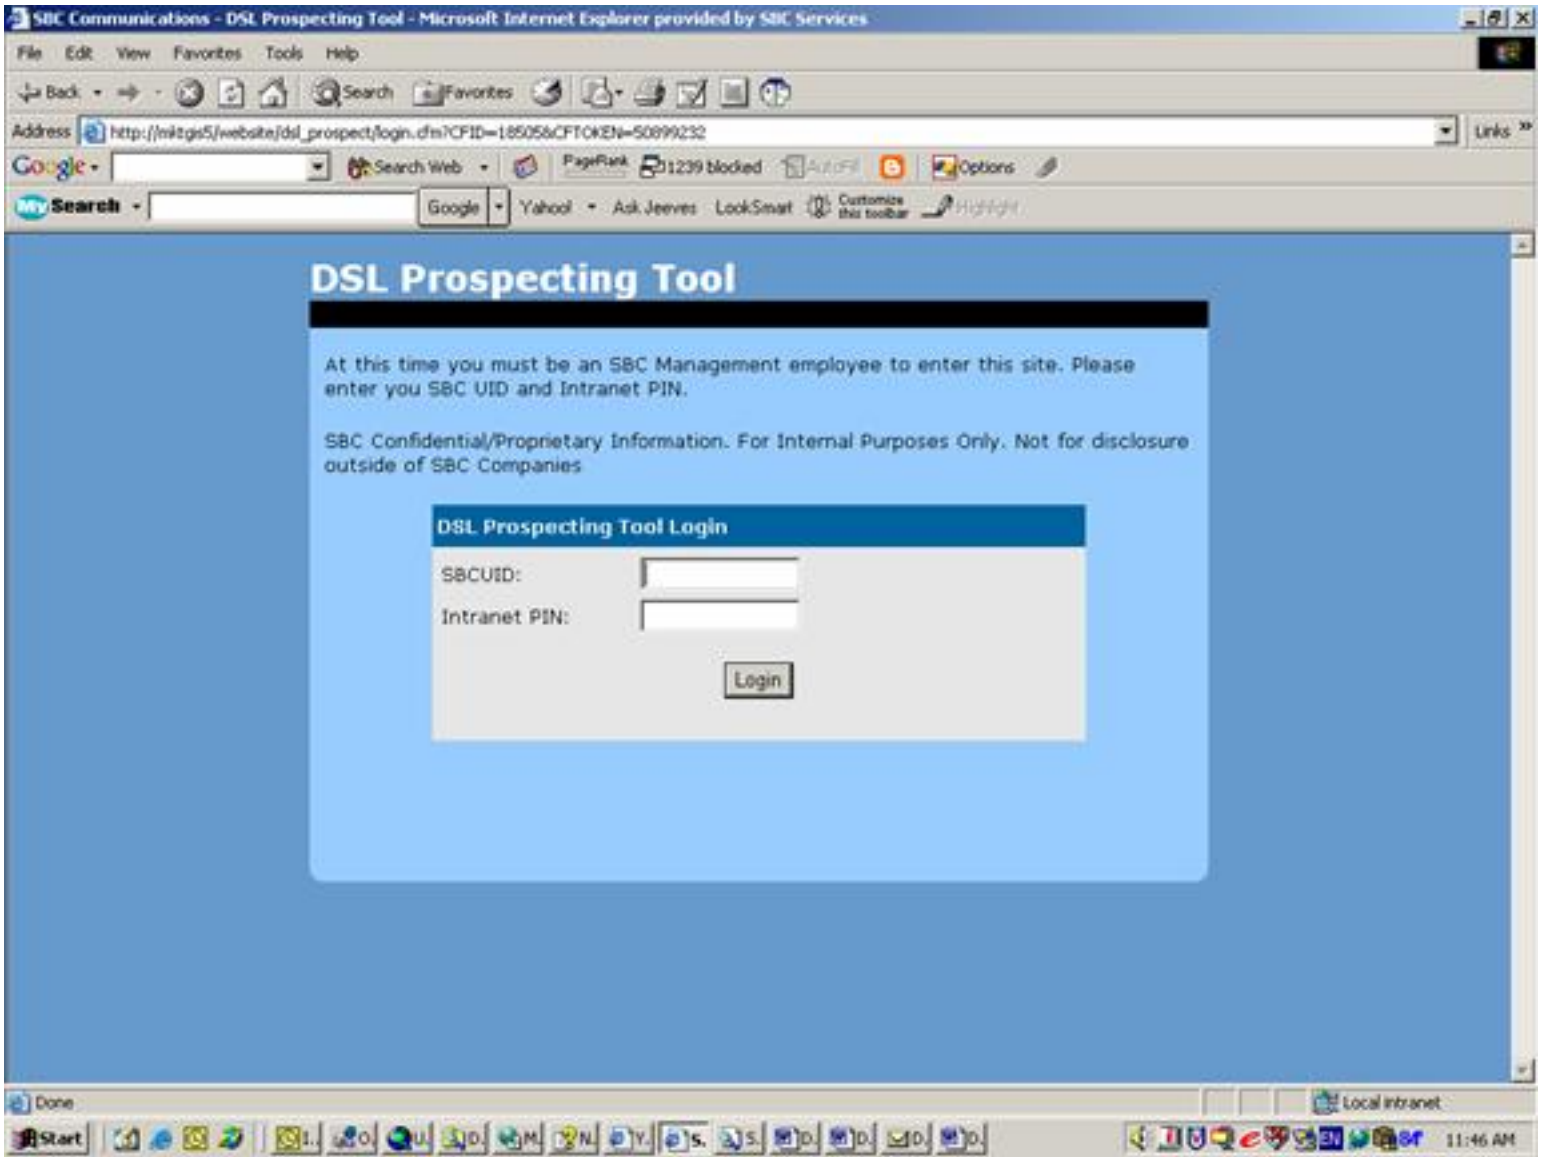 SBC Communications - DSL Prospecting Tool - Microsoft Internet Explorer provided by SBC Services
File Edit View Favorites Tools Help
Back Search Favorites
Address http://mktgis5/website/dsl_prospect/login.cfm?CFID=18505&CFTOKEN=50899232 Links »
Google Search Web PageRank 1239 blocked AutoFill Options
My Search Google Yahoo! Ask Jeeves LookSmart Customize this toolbar Highlight
DSL Prospecting Tool
At this time you must be an SBC Management employee to enter this site. Please
enter you SBC UID and Intranet PIN.
SBC Confidential/Proprietary Information. For Internal Purposes Only. Not for disclosure
outside of SBC Companies
DSL Prospecting Tool Login
SBCUID:
Intranet PIN:
Login
Done Local intranet
Start I.. O.. U.. D.. M.. N.. Y.. S.. S.. D.. D.. D.. D.. EN 11:46 AM